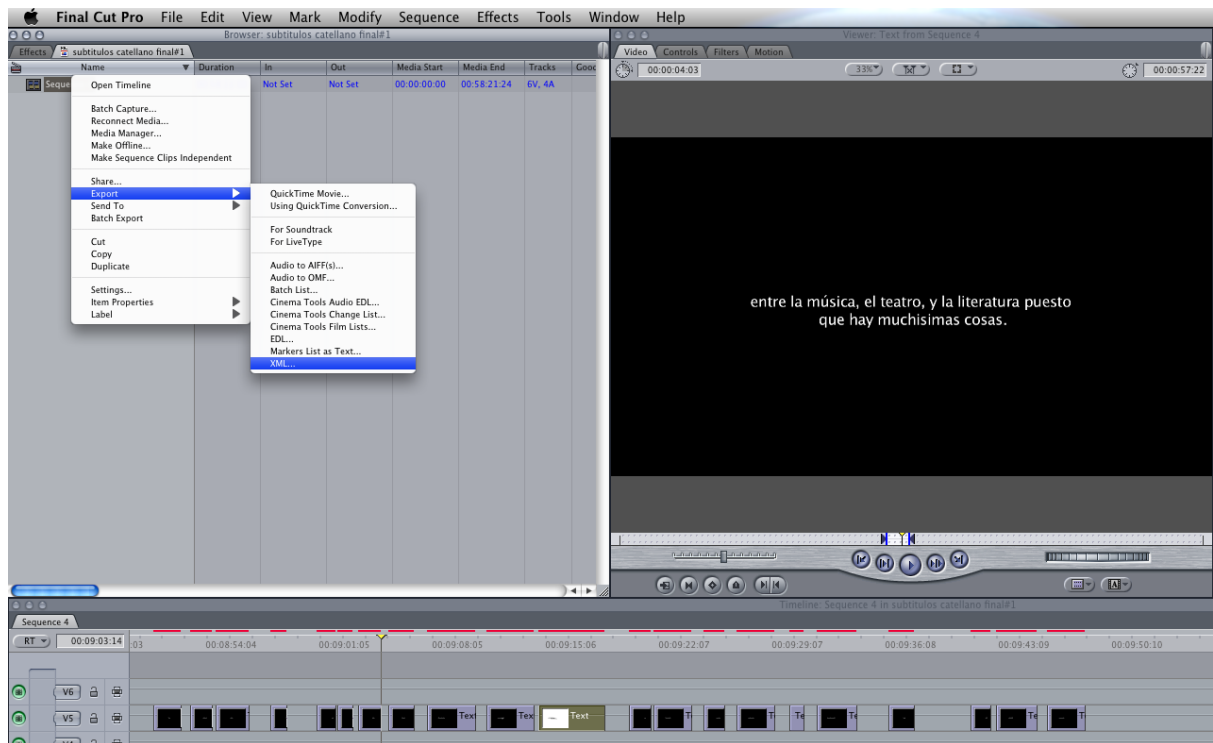 Final Cut Pro File Edit View Mark Modify Sequence Effects Tools Window Help
Browser: subtitulos catellano final#1
Effects subtitulos catellano final#1
Name Duration In Out Media Start Media End Tracks Good
Seque Not Set Not Set 00:00:00:00 00:58:21:24 6V, 4A
Open Timeline
Batch Capture...
Reconnect Media...
Media Manager...
Make Offline...
Make Sequence Clips Independent
Share...
Export
Send To
Batch Export
Cut
Copy
Duplicate
Settings...
Item Properties
Label
QuickTime Movie...
Using QuickTime Conversion...
For Soundtrack
For LiveType
Audio to AIFF(s)...
Audio to OMF...
Batch List...
Cinema Tools Audio EDL...
Cinema Tools Change List...
Cinema Tools Film Lists...
EDL...
Markers List as Text...
XML...
Viewer: Text from Sequence 4
Video Controls Filters Motion
00:00:04:03 33% 00:00:57:22
entre la música, el teatro, y la literatura puesto
que hay muchisimas cosas.
Timeline: Sequence 4 in subtitulos catellano final#1
Sequence 4
RT 00:09:03:14 :03 00:08:54:04 00:09:01:05 00:09:08:05 00:09:15:06 00:09:22:07 00:09:29:07 00:09:36:08 00:09:43:09 00:09:50:10
V6
V5 Text Text Text T T Te Te Te T